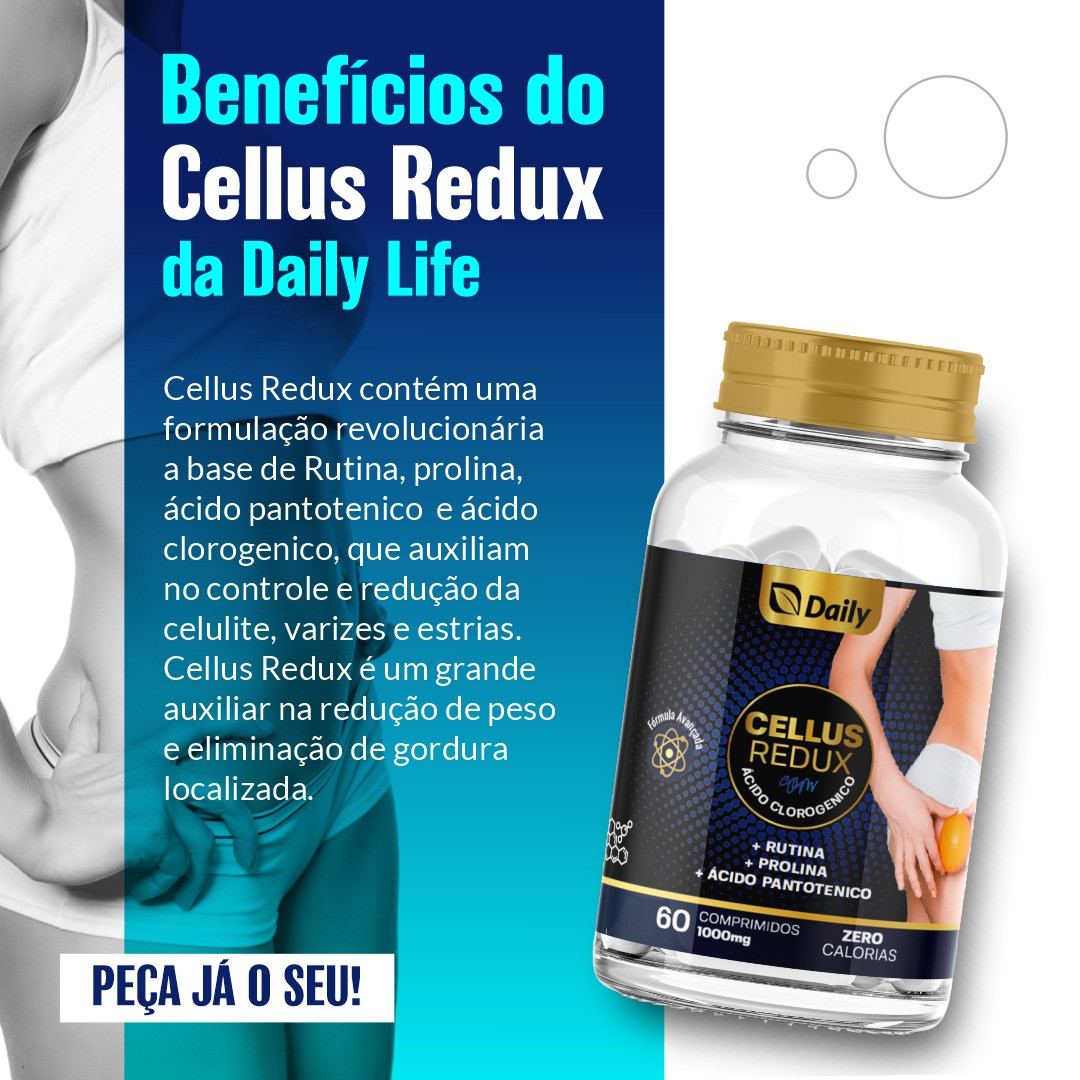 Benefícios do
Cellus Redux
da Daily Life
Cellus Redux contém uma
formulação revolucionária
a base de Rutina, prolina,
ácido pantotenico e ácido
clorogenico, que auxiliam
no controle e redução da
celulite, varizes e estrias.
Cellus Redux é um grande
auxiliar na redução de peso
e eliminação de gordura
localizada.
PEÇA JÁ O SEU!
Daily
Fórmula Avançada
CELLUS
REDUX
com
ÁCIDO CLOROGENICO
+ RUTINA
+ PROLINA
+ ÁCIDO PANTOTENICO
60 COMPRIMIDOS
1000mg
ZERO
CALORIAS